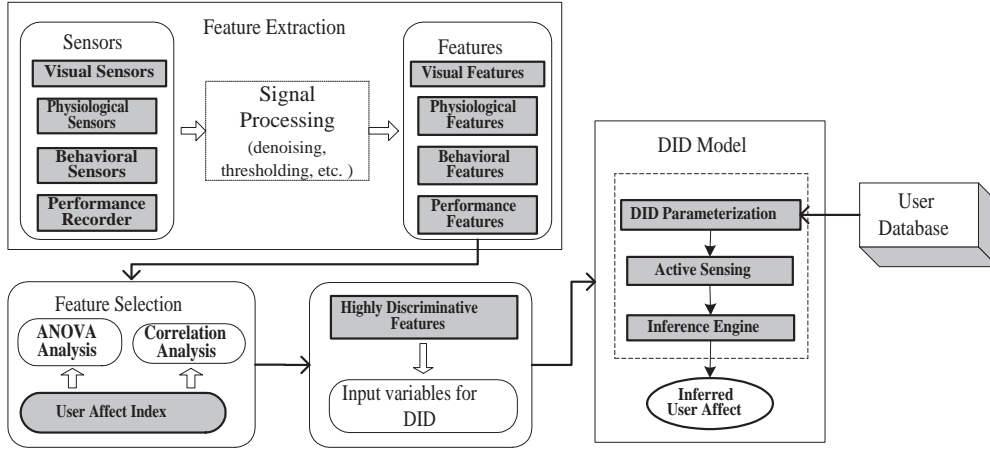 Feature Extraction
Sensors
Visual Sensors
Physiological
Sensors
Behavioral
Sensors
Performance
Recorder
Signal
Processing
(denoising,
thresholding, etc. )
Features
Visual Features
Physiological
Features
Behavioral
Features
Performance
Features
Feature Selection
ANOVA
Analysis
Correlation
Analysis
User Affect Index
Highly Discriminative
Features
Input variables for
DID
DID Model
DID Parameterization
Active Sensing
Inference Engine
Inferred
User Affect
User
Database